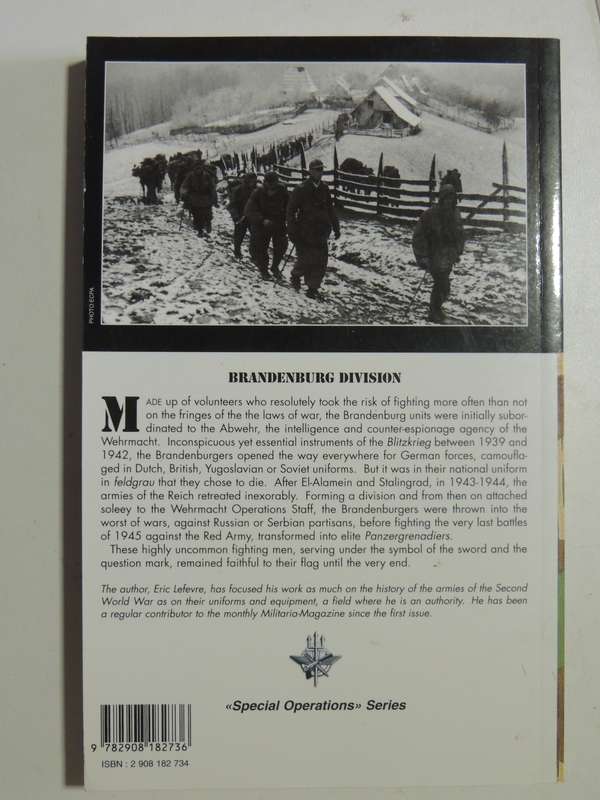 PHOTO ECPA
BRANDENBURG DIVISION
MADE up of volunteers who resolutely took the risk of fighting more often than not
on the fringes of the the laws of war, the Brandenburg units were initially subor-
dinated to the Abwehr, the intelligence and counter-espionage agency of the
Wehrmacht. Inconspicuous yet essential instruments of the Blitzkrieg between 1939 and
1942, the Brandenburgers opened the way everywhere for German forces, camoufla-
ged in Dutch, British, Yugoslavian or Soviet uniforms. But it was in their national uniform
in feldgrau that they chose to die. After El-Alamein and Stalingrad, in 1943-1944, the
armies of the Reich retreated inexorably. Forming a division and from then on attached
soleey to the Wehrmacht Operations Staff, the Brandenburgers were thrown into the
worst of wars, against Russian or Serbian partisans, before fighting the very last battles
of 1945 against the Red Army, transformed into elite Panzergrenadiers.
These highly uncommon fighting men, serving under the symbol of the sword and the
question mark, remained faithful to their flag until the very end.
The author, Eric Lefevre, has focused his work as much on the history of the armies of the Second
World War as on their uniforms and equipment, a field where he is an authority. He has been
a regular contributor to the monthly Militaria-Magazine since the first issue.
«Special Operations» Series
9 782908 182736
ISBN : 2 908 182 734